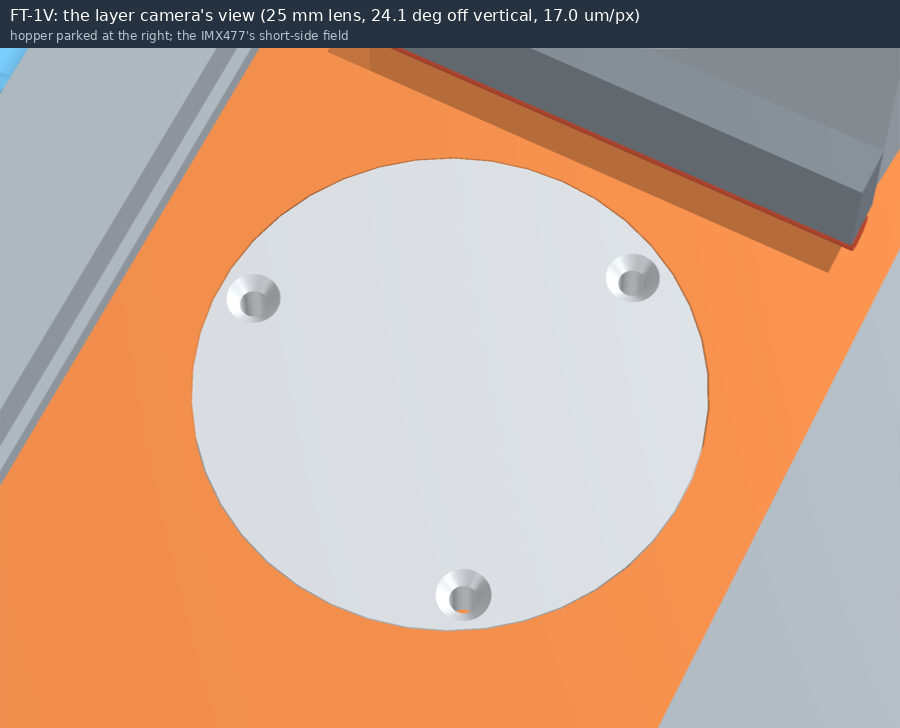 FT-1V: the layer camera's view (25 mm lens, 24.1 deg off vertical, 17.0 um/px)
hopper parked at the right; the IMX477's short-side field